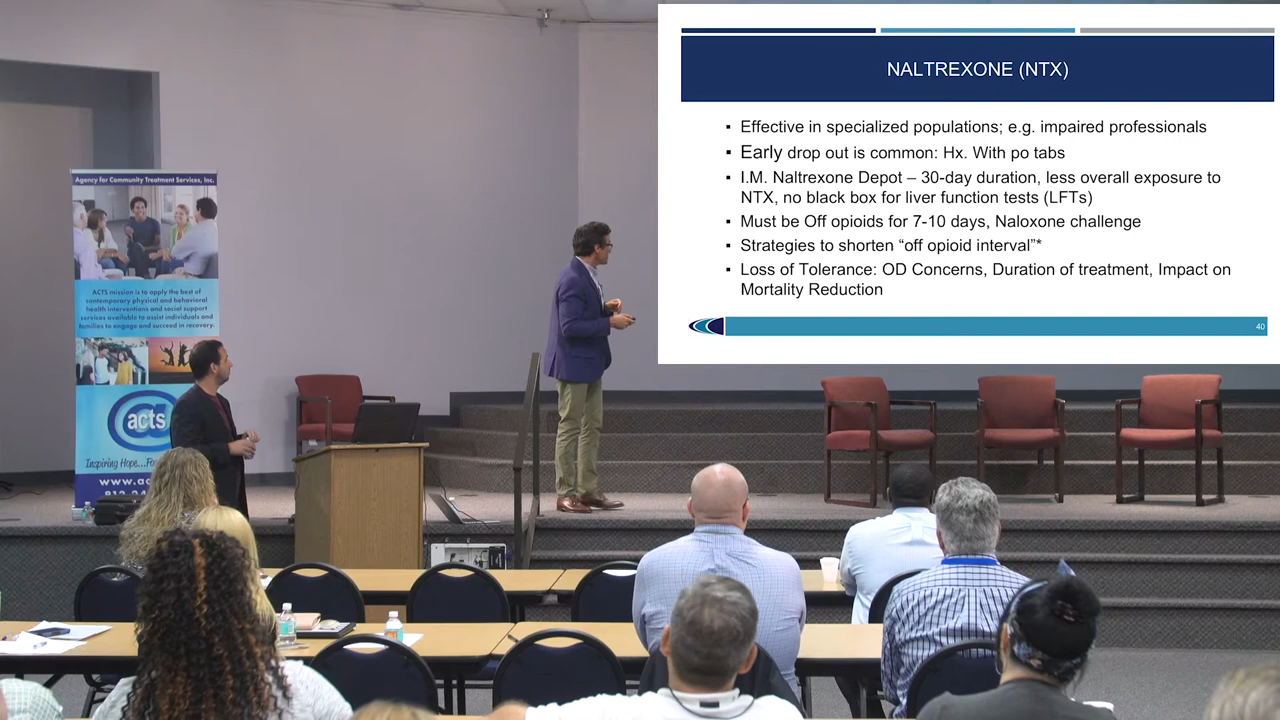 Agency for Community Treatment Services, Inc.
ACTS mission is to apply the best of
contemporary physical and behavioral
health interventions and social support
services available to assist individuals and
families to engage and succeed in recovery.
acts
Inspiring Hope...
NALTREXONE (NTX)
▪ Effective in specialized populations; e.g. impaired professionals
▪ Early drop out is common: Hx. With po tabs
▪ I.M. Naltrexone Depot – 30-day duration, less overall exposure to
NTX, no black box for liver function tests (LFTs)
▪ Must be Off opioids for 7-10 days, Naloxone challenge
▪ Strategies to shorten “off opioid interval”*
▪ Loss of Tolerance: OD Concerns, Duration of treatment, Impact on
Mortality Reduction
40